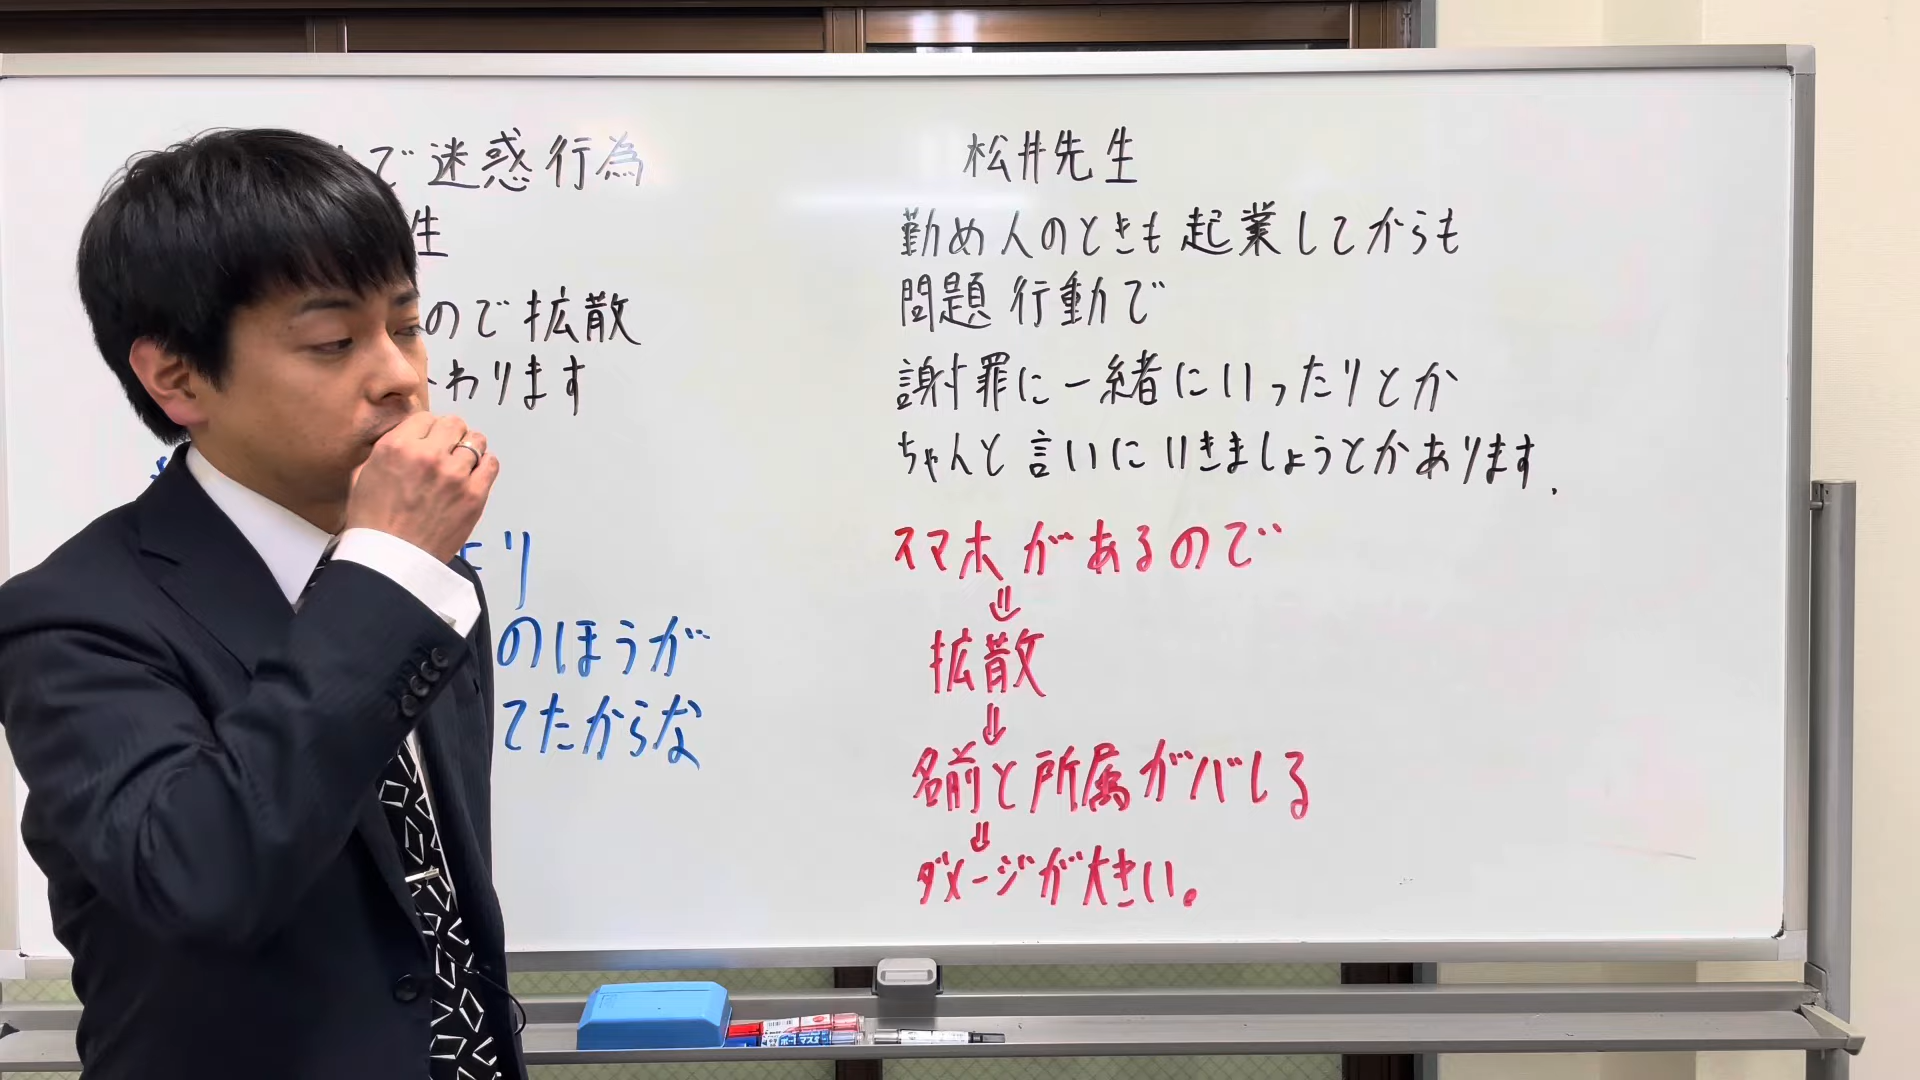 で迷惑行為
生
ので拡散
わります
り
のほうが
てたからな
松井先生
勤め人のときも起業してからも
問題行動で
謝罪に一緒にいったりとか
ちゃんと言いにいきましょうとかあります.
スマホがあるので
⇓
拡散
⇓
名前と所属がバレる
⇓
ダメージが大きい。